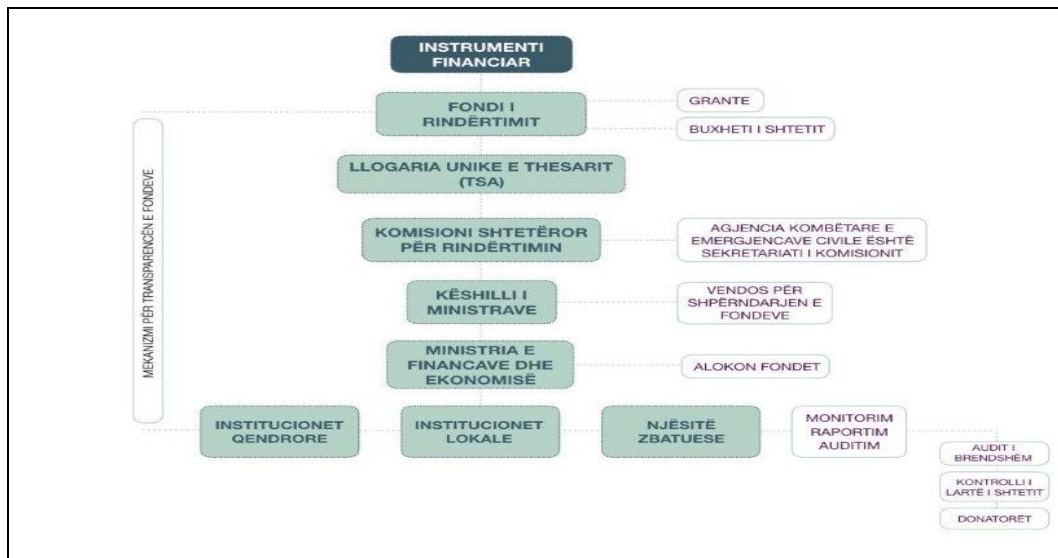 INSTRUMENTI
FINANCIAR
FONDI I
RINDËRTIMIT
GRANTE
BUXHETI I SHTETIT
MEKANIZMI PËR TRANSPARENCËN E FONDEVE
LLOGARIA UNIKE E THESARIT
(TSA)
KOMISIONI SHTETËROR
PËR RINDËRTIMIN
AGJENCIA KOMBËTARE E
EMERGJENCAVE CIVILE ËSHTË
SEKRETARIATI I KOMISIONIT
KËSHILLI I
MINISTRAVE
VENDOS PËR
SHPËRNDARJEN E
FONDEVE
MINISTRIA E
FINANCAVE DHE
EKONOMISË
ALOKON FONDET
INSTITUCIONET
QENDRORE
INSTITUCIONET
LOKALE
NJËSITË
ZBATUESE
MONITORIM
RAPORTIM
AUDITIM
AUDIT I
BRENDSHËM
KONTROLLI I
LARTË I SHTETIT
DONATORËT